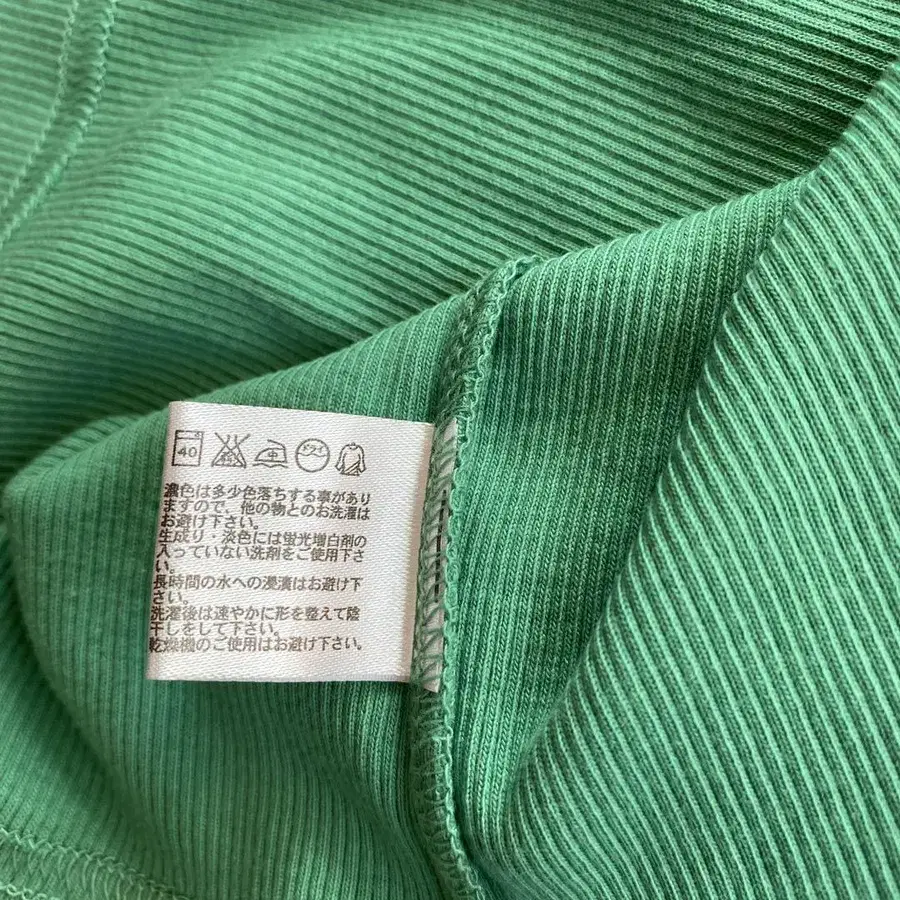 40 中 ドライ
濃色は多少色落ちする事があり
ますので、他の物とのお洗濯は
お避け下さい。
生成り・淡色には蛍光増白剤の
入っていない洗剤をご使用下さ
い。
長時間の水への浸漬はお避け下
さい。
洗濯後は速やかに形を整えて陰
干しをして下さい。
乾燥機のご使用はお避け下さい。